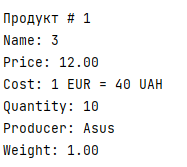 Продукт # 1
Name: 3
Price: 12.00
Cost: 1 EUR = 40 UAH
Quantity: 10
Producer: Asus
Weight: 1.00